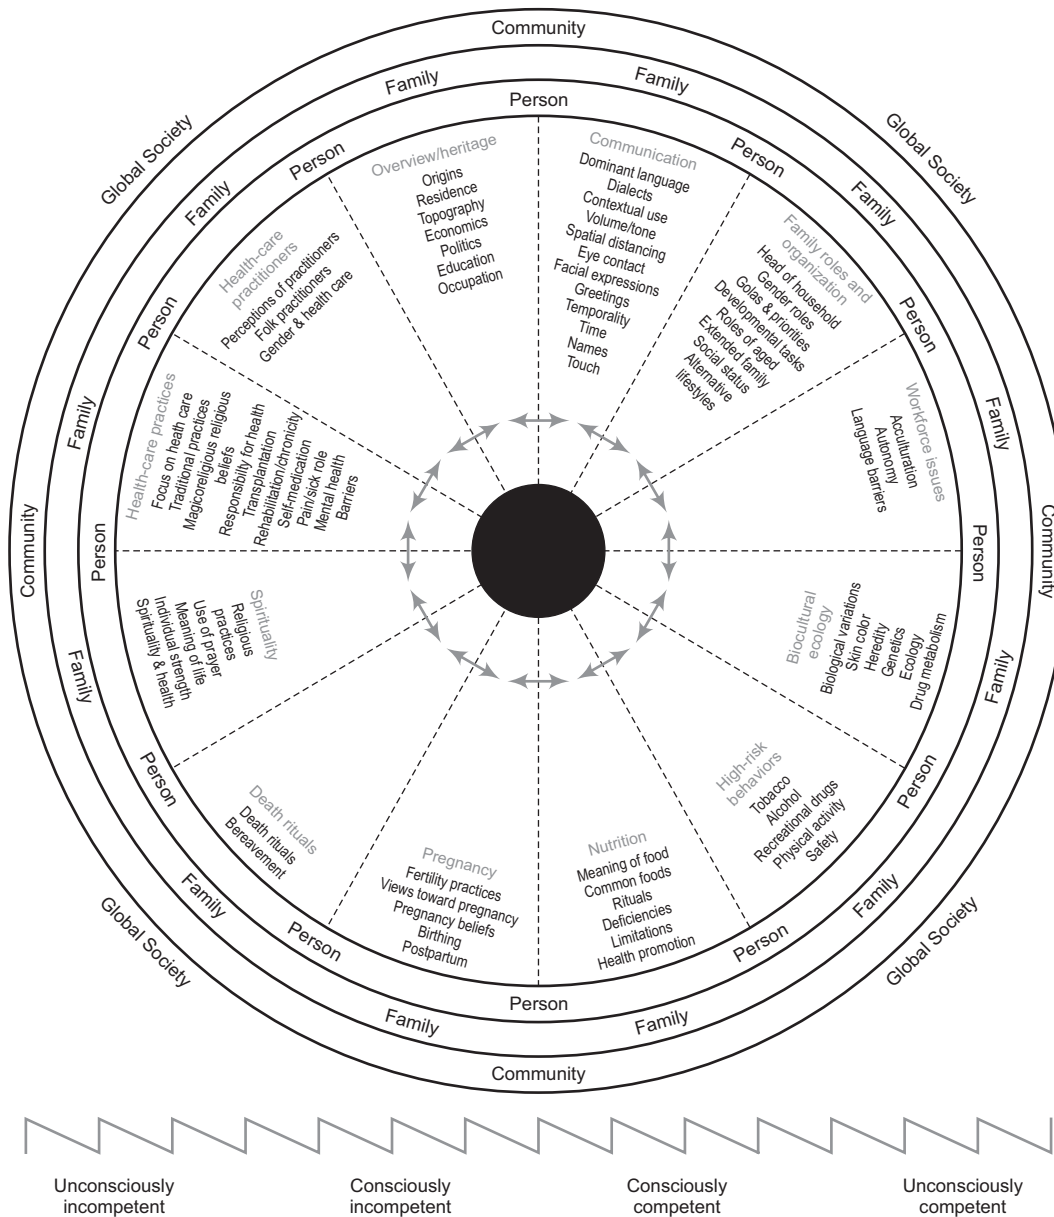 Community
Family
Family
Person
Global Society
Global Society
Person
Person
Family
Family
Overview/heritage
Origins
Residence
Topography
Economics
Politics
Education
Occupation
Communication
Dominant language
Dialects
Contextual use
Volume/tone
Spatial distancing
Eye contact
Facial expressions
Greetings
Temporality
Time
Names
Touch
Family roles and
organization
Head of household
Gender roles
Golas & priorities
Developmental tasks
Roles of aged
Extended family
Social status
Alternative
lifestyles
Person
Family
Workforce issues
Acculturation
Autonomy
Language barriers
Person
Community
Biocultural
ecology
Biological variations
Skin color
Heredity
Genetics
Ecology
Drug metabolism
Family
Person
High-risk
behaviors
Tobacco
Alcohol
Recreational drugs
Physical activity
Safety
Family
Global Society
Person
Nutrition
Meaning of food
Common foods
Rituals
Deficiencies
Limitations
Health promotion
Family
Person
Community
Pregnancy
Fertility practices
Views toward pregnancy
Pregnancy beliefs
Birthing
Postpartum
Family
Person
Death rituals
Death rituals
Bereavement
Family
Global Society
Person
Spirituality
Religious
practices
Use of prayer
Meaning of life
Individual strength
Spirituality & health
Family
Person
Community
Health-care practices
Focus on heath care
Traditional practices
Magicoreligious religious
beliefs
Responsibilty for health
Transplantation
Rehabilitation/chronicity
Self-medication
Pain/sick role
Mental health
Barriers
Family
Person
Health-care
practitioners
Perceptions of practitioners
Folk practitioners
Gender & health care
Unconsciously
incompetent
Consciously
incompetent
Consciously
competent
Unconsciously
competent